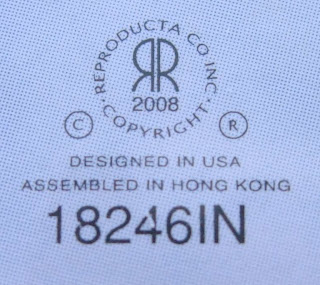 REPRODUCTA CO INC.
RR
2008
· COPYRIGHT ·
© ®
DESIGNED IN USA
ASSEMBLED IN HONG KONG
18246IN